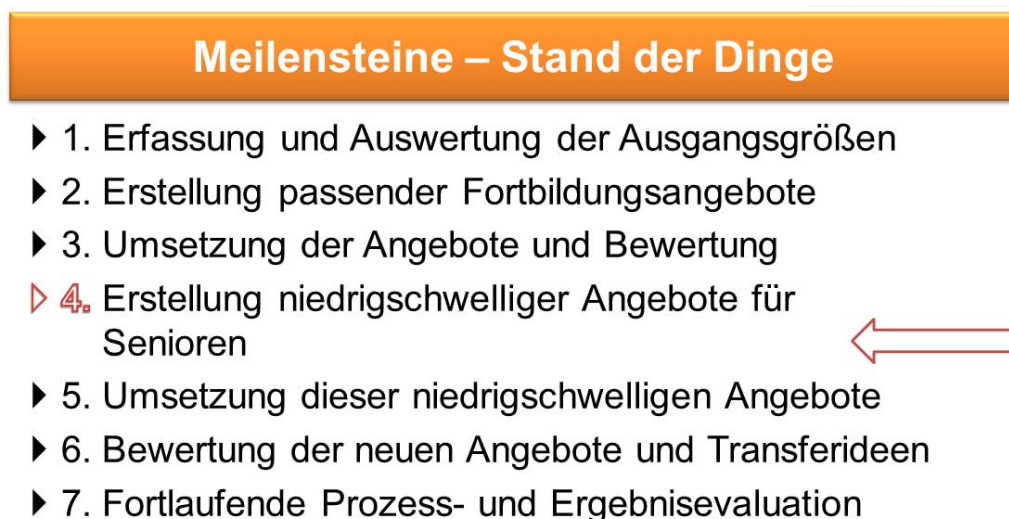 Meilensteine – Stand der Dinge
1. Erfassung und Auswertung der Ausgangsgrößen
2. Erstellung passender Fortbildungsangebote
3. Umsetzung der Angebote und Bewertung
4. Erstellung niedrigschwelliger Angebote für
Senioren
5. Umsetzung dieser niedrigschwelligen Angebote
6. Bewertung der neuen Angebote und Transferideen
7. Fortlaufende Prozess- und Ergebnisevaluation